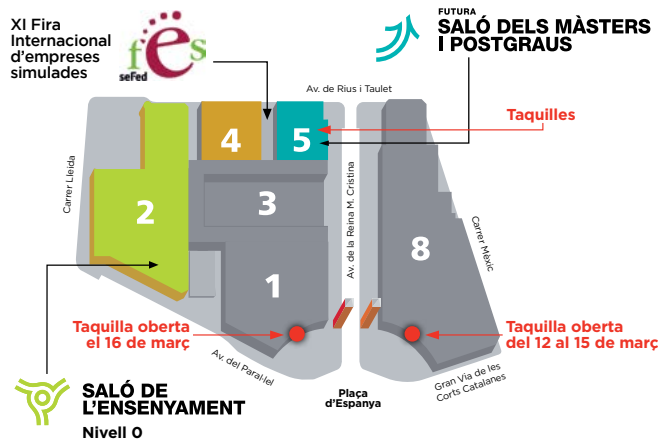 XI Fira
Internacional
d'empreses
simulades
fes
seFed
FUTURA
SALÓ DELS MÀSTERS
I POSTGRAUS
Av. de Rius i Taulet
Taquilles
4
5
Carrer Lleida
2
3
Av. de la Reina M. Cristina
Carrer Mèxic
1
8
Taquilla oberta
el 16 de març
Taquilla oberta
del 12 al 15 de març
Av. del Paral·lel
Plaça
d'Espanya
Gran Via de les
Corts Catalanes
SALÓ DE
L'ENSENYAMENT
Nivell 0